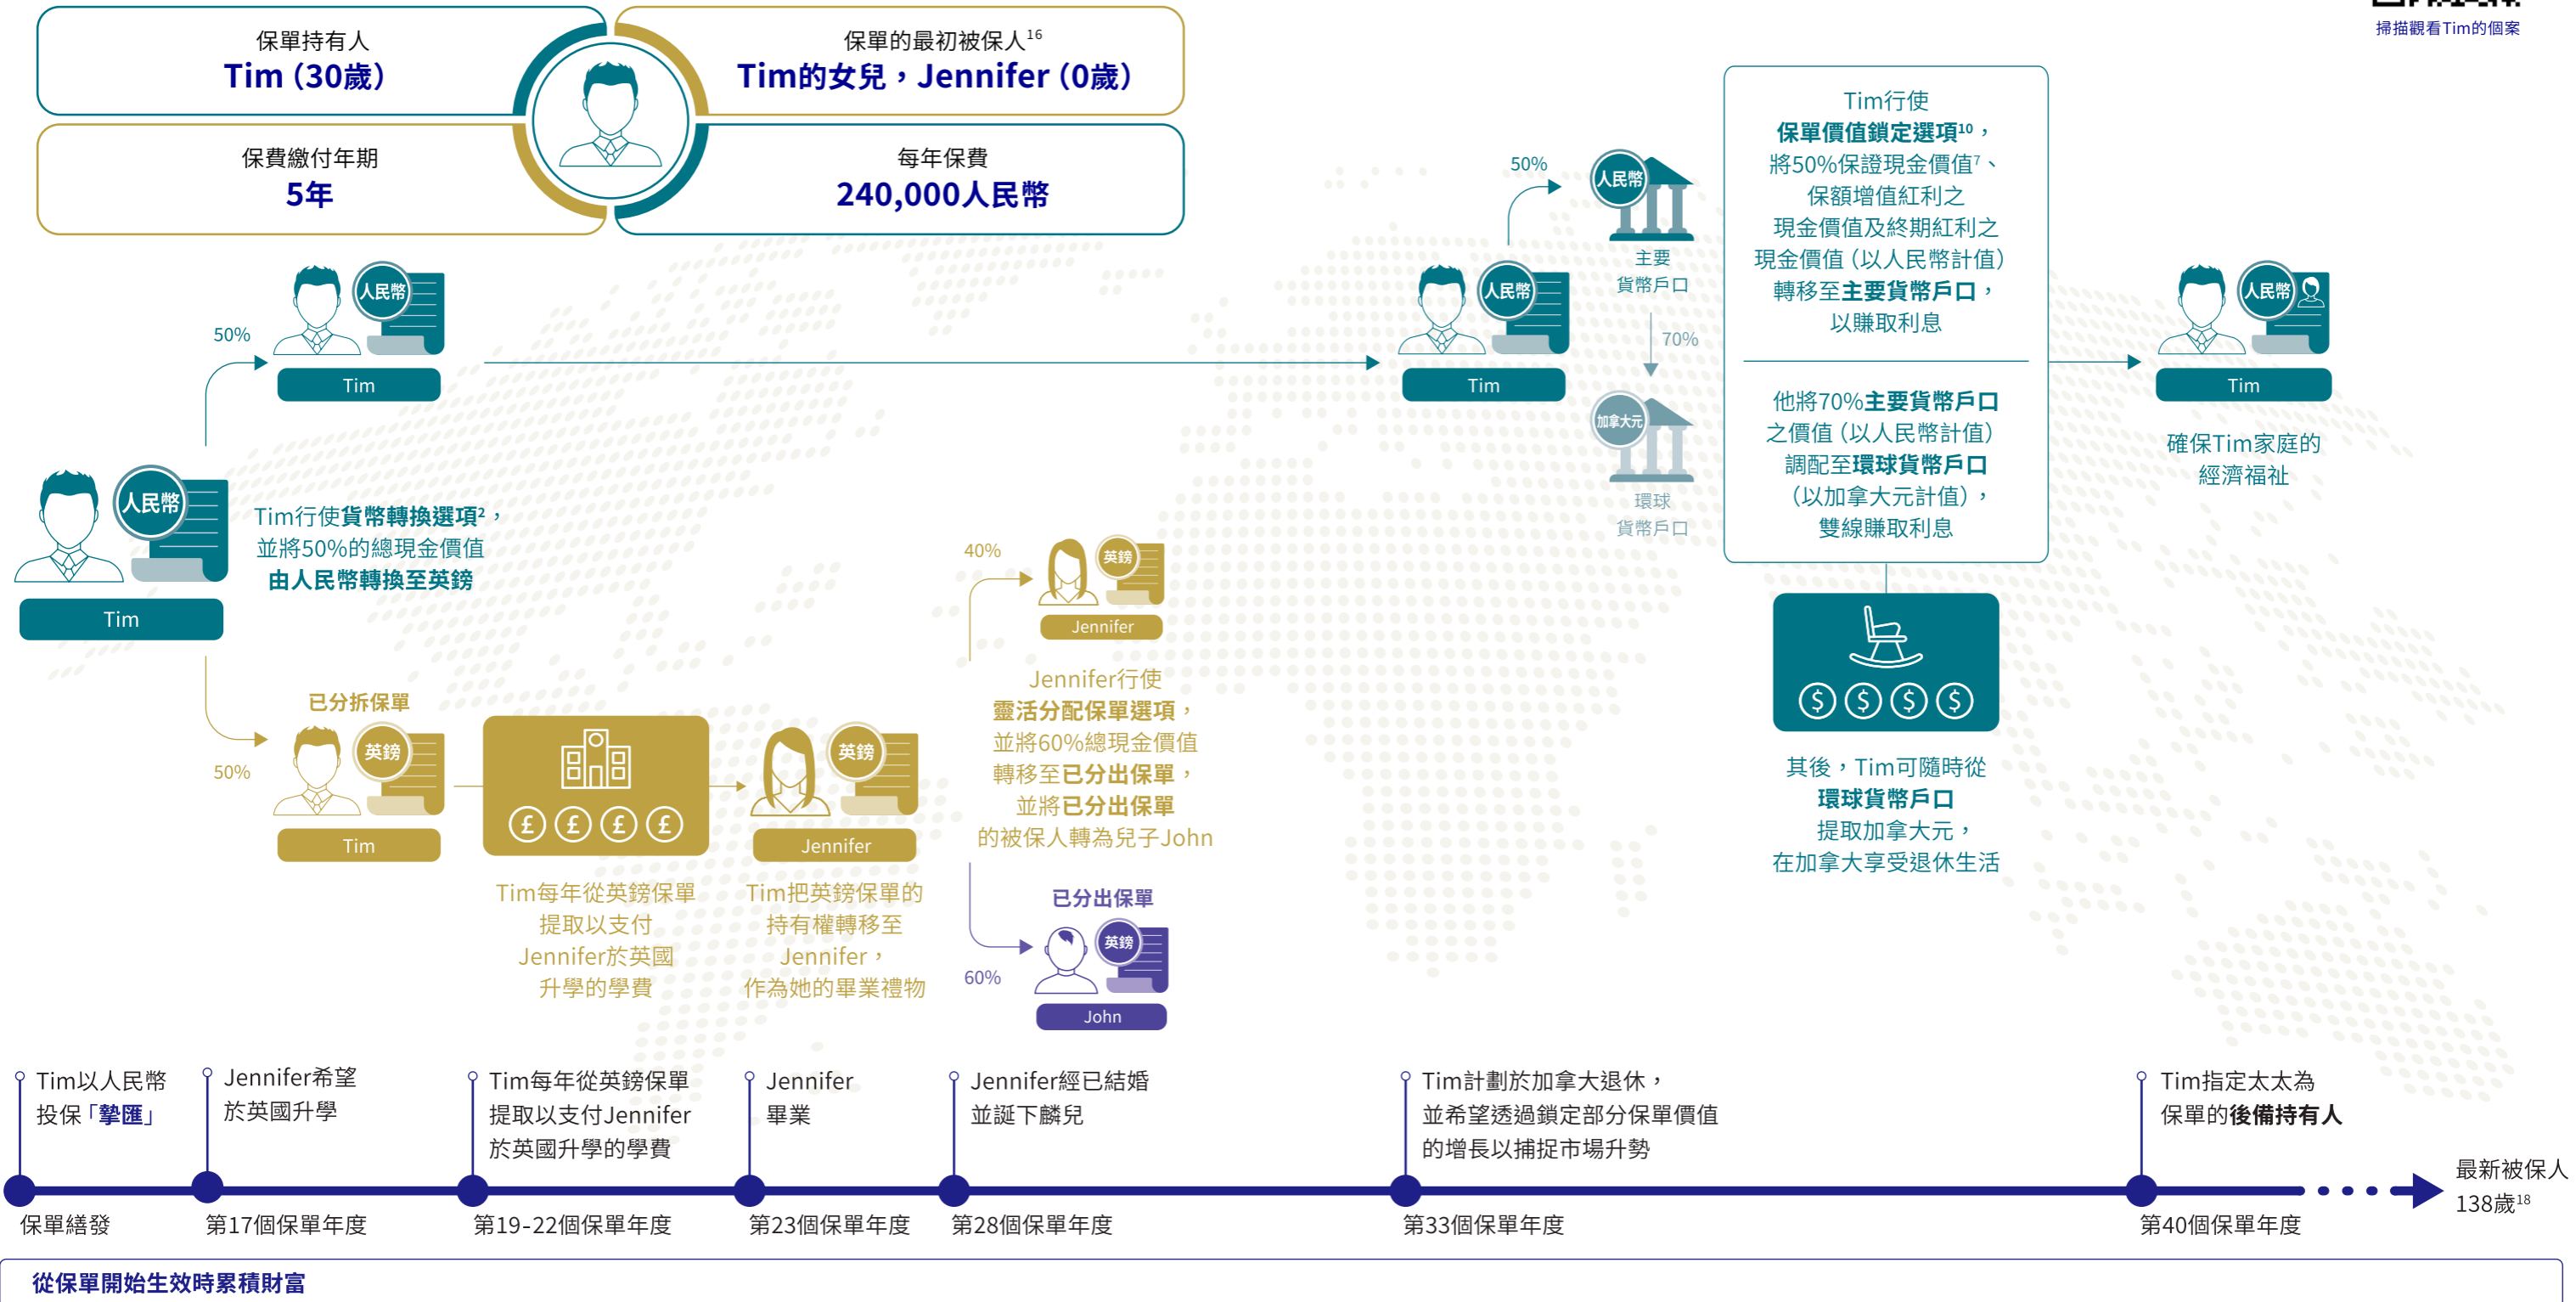 掃描觀看Tim的個案
保單持有人
Tim（30歲）
保單的最初被保人16
Tim的女兒，Jennifer（0歲）
保費繳付年期
5年
每年保費
240,000人民幣
人民幣
Tim
Tim行使貨幣轉換選項2，
並將50%的總現金價值
由人民幣轉換至英鎊
50%
人民幣
Tim
50%
已分拆保單
英鎊
Tim
£ £ £ £
Tim每年從英鎊保單
提取以支付
Jennifer於英國
升學的學費
英鎊
Jennifer
Tim把英鎊保單的
持有權轉移至
Jennifer，
作為她的畢業禮物
40%
英鎊
Jennifer
Jennifer行使
靈活分配保單選項，
並將60%總現金價值
轉移至已分出保單，
並將已分出保單
的被保人轉為兒子John
已分出保單
60%
英鎊
John
人民幣
Tim
50%
人民幣
主要
貨幣戶口
70%
加拿大元
環球
貨幣戶口
Tim行使
保單價值鎖定選項10，
將50%保證現金價值7、
保額增值紅利之
現金價值及終期紅利之
現金價值（以人民幣計值）
轉移至主要貨幣戶口，
以賺取利息
他將70%主要貨幣戶口
之價值（以人民幣計值）
調配至環球貨幣戶口
（以加拿大元計值），
雙線賺取利息
$ $ $ $
其後，Tim可隨時從
環球貨幣戶口
提取加拿大元，
在加拿大享受退休生活
人民幣
Tim
確保Tim家庭的
經濟福祉
Tim以人民幣
投保「摯匯」
保單繕發
Jennifer希望
於英國升學
第17個保單年度
Tim每年從英鎊保單
提取以支付Jennifer
於英國升學的學費
第19-22個保單年度
Jennifer
畢業
第23個保單年度
Jennifer經已結婚
並誕下麟兒
第28個保單年度
Tim計劃於加拿大退休，
並希望透過鎖定部分保單價值
的增長以捕捉市場升勢
第33個保單年度
Tim指定太太為
保單的後備持有人
第40個保單年度
最新被保人
138歲18
從保單開始生效時累積財富